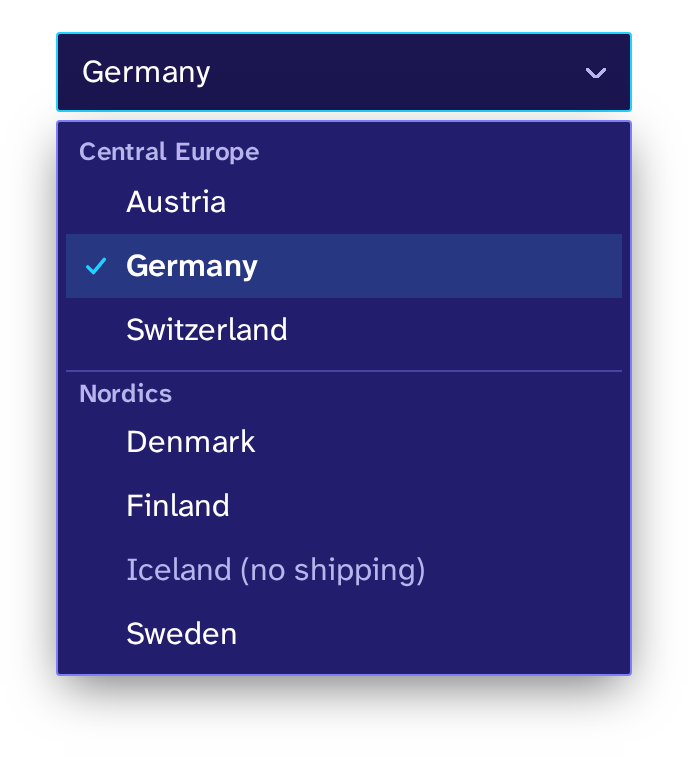 Germany
Central Europe
Austria
Germany
Switzerland
Nordics
Denmark
Finland
Iceland (no shipping)
Sweden